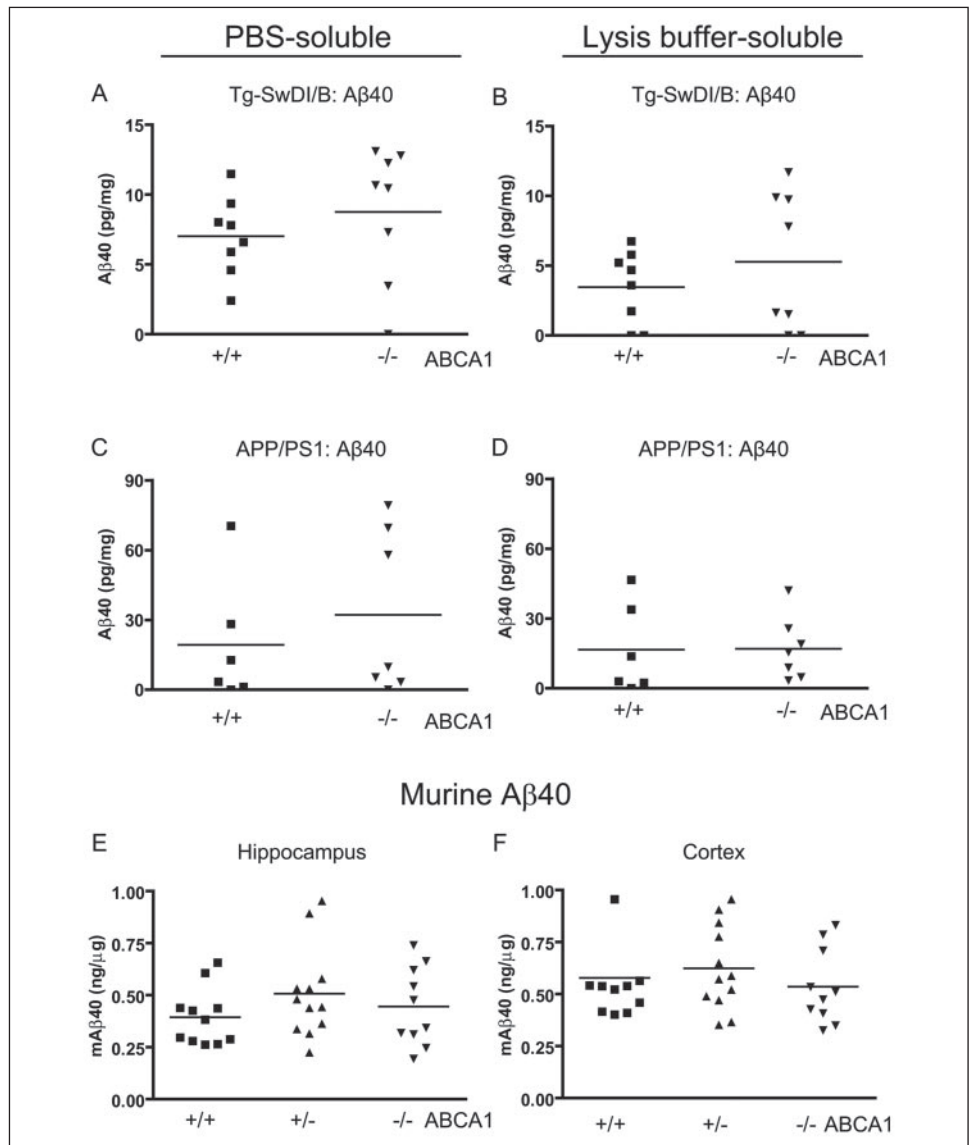 PBS-soluble
Lysis buffer-soluble
A
Tg-SwDI/B: Aβ40
Aβ40 (pg/mg)
15
10
5
0
+/+
-/-
ABCA1
B
Tg-SwDI/B: Aβ40
Aβ40 (pg/mg)
15
10
5
0
+/+
-/-
ABCA1
C
APP/PS1: Aβ40
Aβ40 (pg/mg)
90
60
30
0
+/+
-/-
ABCA1
D
APP/PS1: Aβ40
Aβ40 (pg/mg)
90
60
30
0
+/+
-/-
ABCA1
Murine Aβ40
E
Hippocampus
mAβ40 (ng/μg)
1.00
0.75
0.50
0.25
0.00
+/+
+/-
-/- ABCA1
F
Cortex
mAβ40 (ng/μg)
1.00
0.75
0.50
0.25
0.00
+/+
+/-
-/- ABCA1